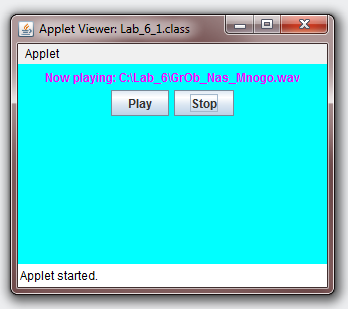 Applet Viewer: Lab_6_1.class
Applet
Now playing: C:\Lab_6\GrOb_Nas_Mnogo.wav
Play Stop
Applet started.